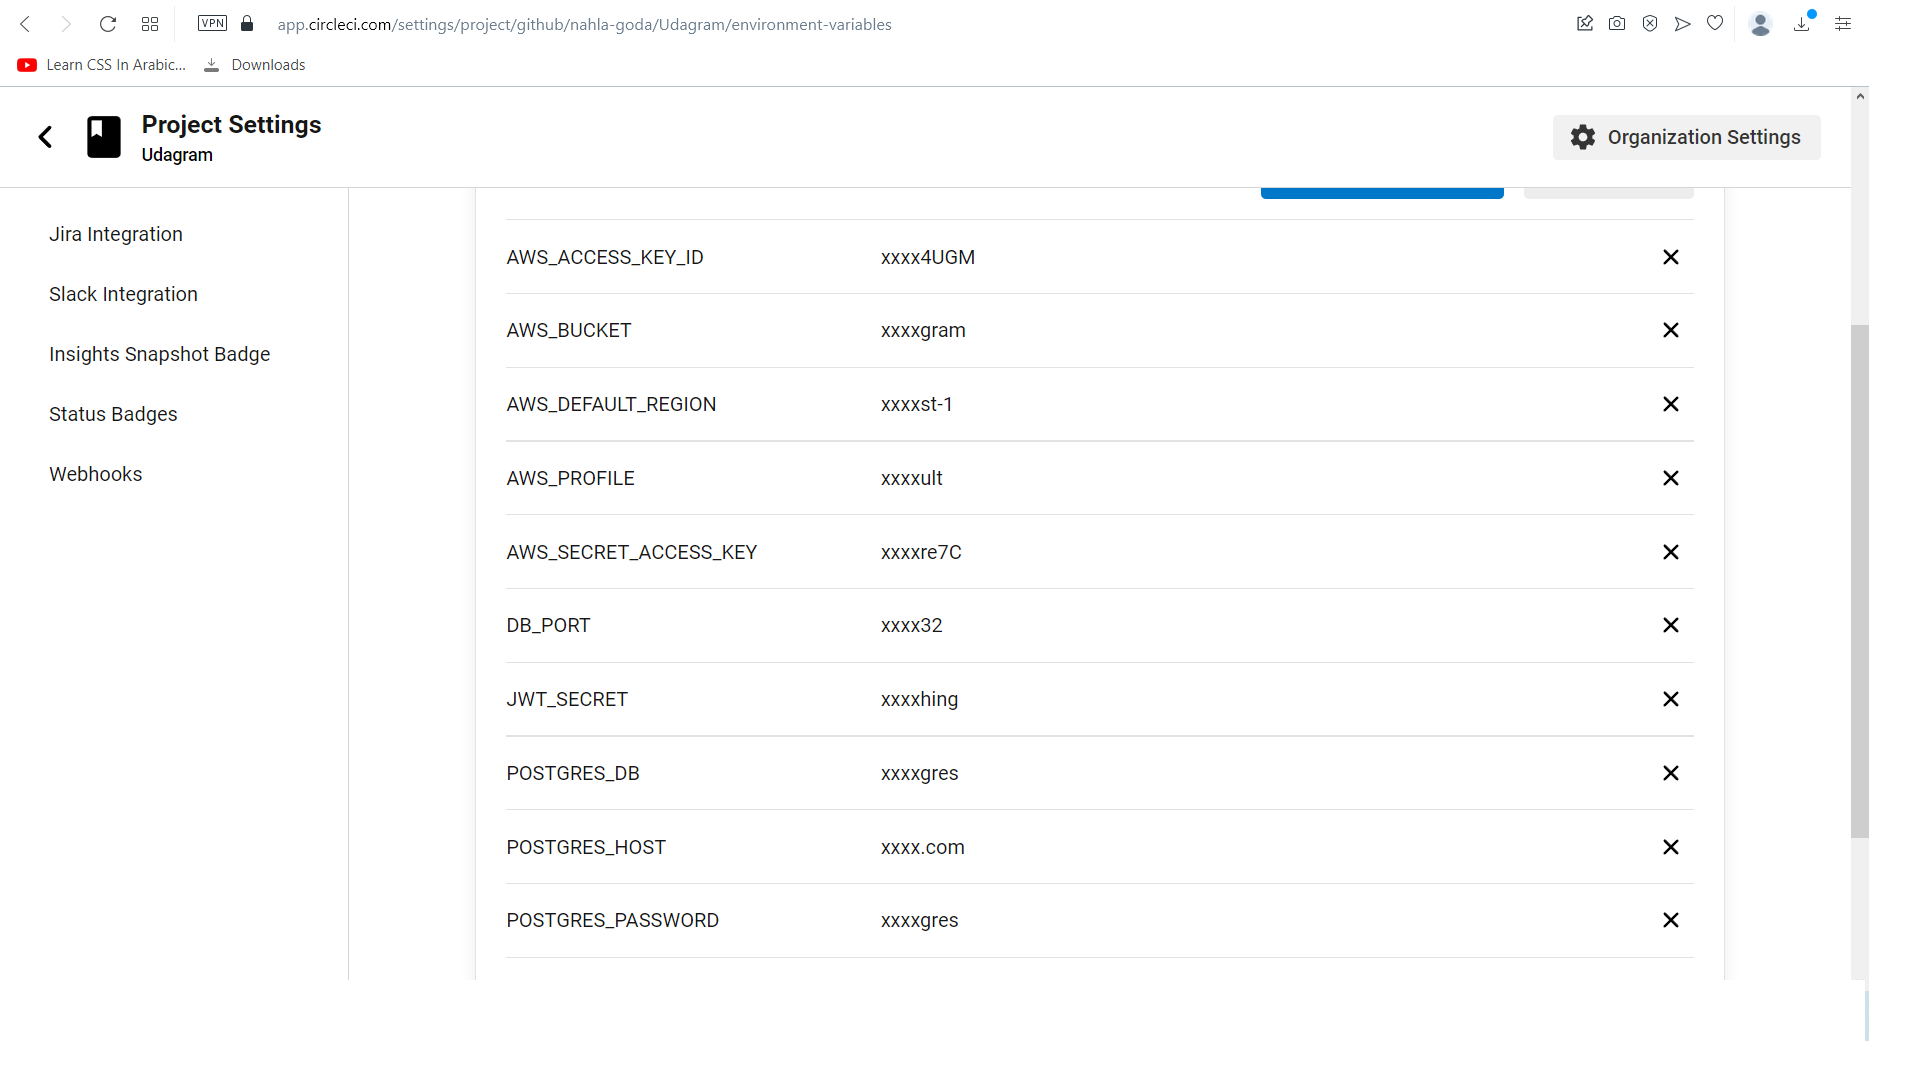 VPN
app.circleci.com/settings/project/github/nahla-goda/Udagram/environment-variables
Learn CSS In Arabic...
Downloads
Project Settings
Udagram
Organization Settings
Jira Integration
Slack Integration
Insights Snapshot Badge
Status Badges
Webhooks
AWS_ACCESS_KEY_ID xxxx4UGM
AWS_BUCKET xxxxgram
AWS_DEFAULT_REGION xxxxst-1
AWS_PROFILE xxxxult
AWS_SECRET_ACCESS_KEY xxxxre7C
DB_PORT xxxx32
JWT_SECRET xxxxhing
POSTGRES_DB xxxxgres
POSTGRES_HOST xxxx.com
POSTGRES_PASSWORD xxxxgres